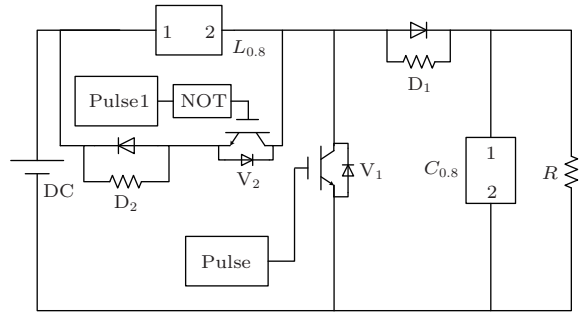 1 2
L0.8
Pulse1
NOT
D1
DC
D2
V2
V1
C0.8
1
2
R
Pulse